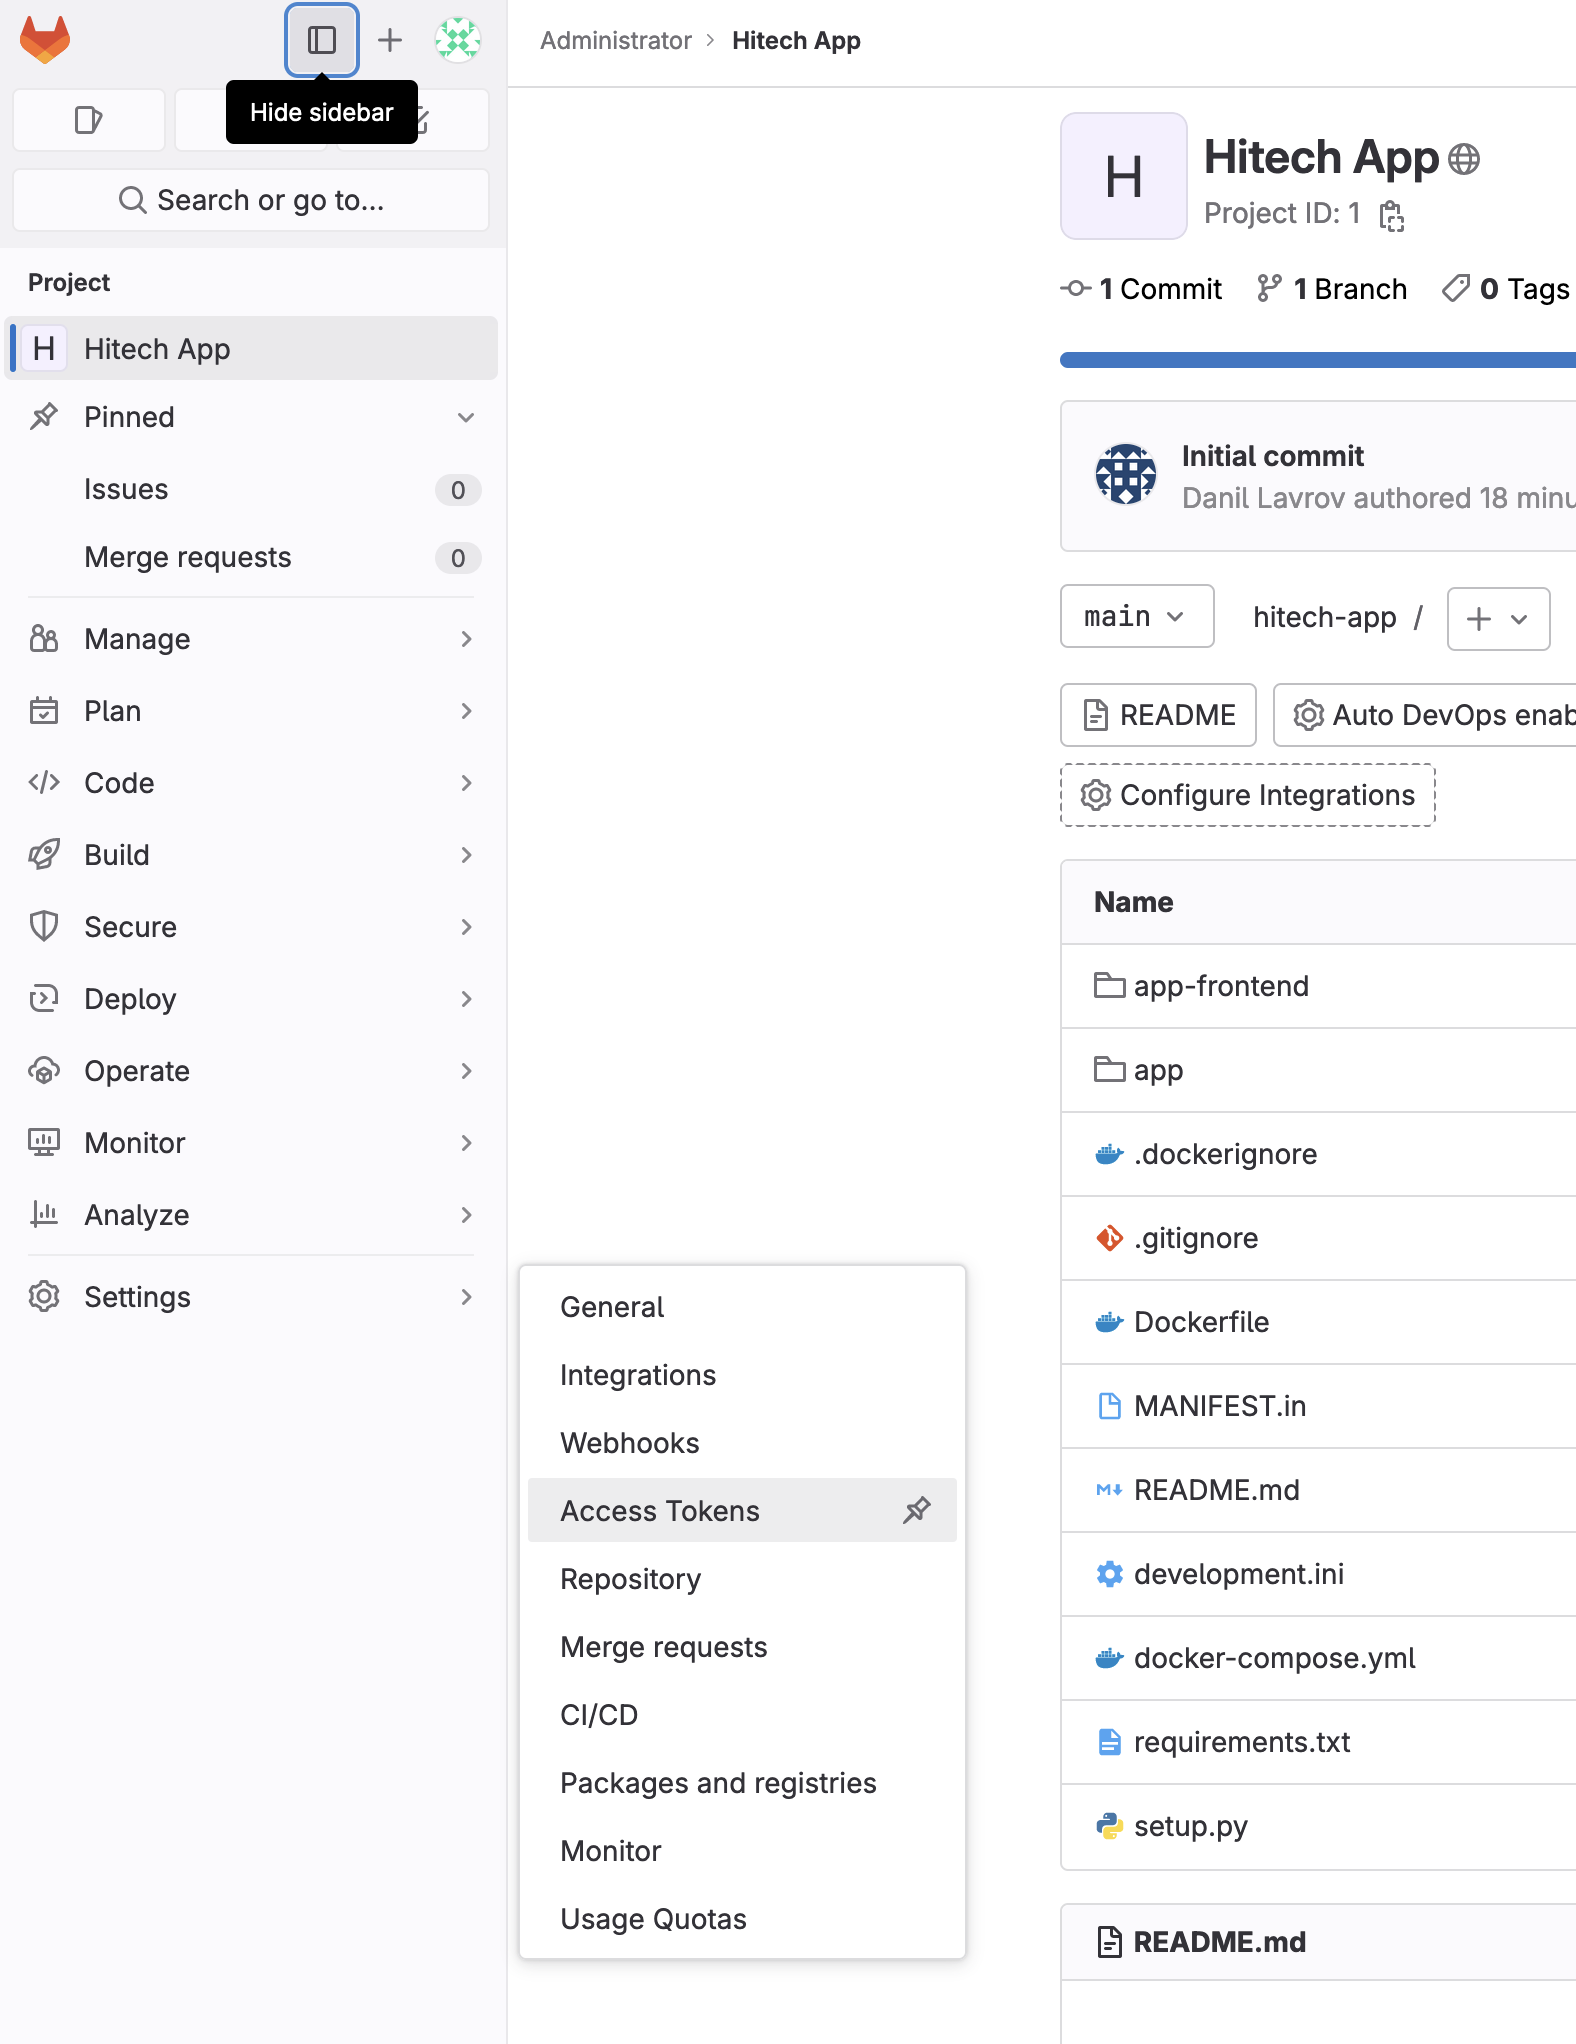 Hide sidebar
Search or go to...
Project
H Hitech App
Pinned
Issues 0
Merge requests 0
Manage
Plan
Code
Build
Secure
Deploy
Operate
Monitor
Analyze
Settings
General
Integrations
Webhooks
Access Tokens
Repository
Merge requests
CI/CD
Packages and registries
Monitor
Usage Quotas
Administrator > Hitech App
H
Hitech App
Project ID: 1
1 Commit 1 Branch 0 Tags
Initial commit
Danil Lavrov authored 18 minu
main hitech-app / +
README Auto DevOps enab
Configure Integrations
Name
app-frontend
app
.dockerignore
.gitignore
Dockerfile
MANIFEST.in
README.md
development.ini
docker-compose.yml
requirements.txt
setup.py
README.md